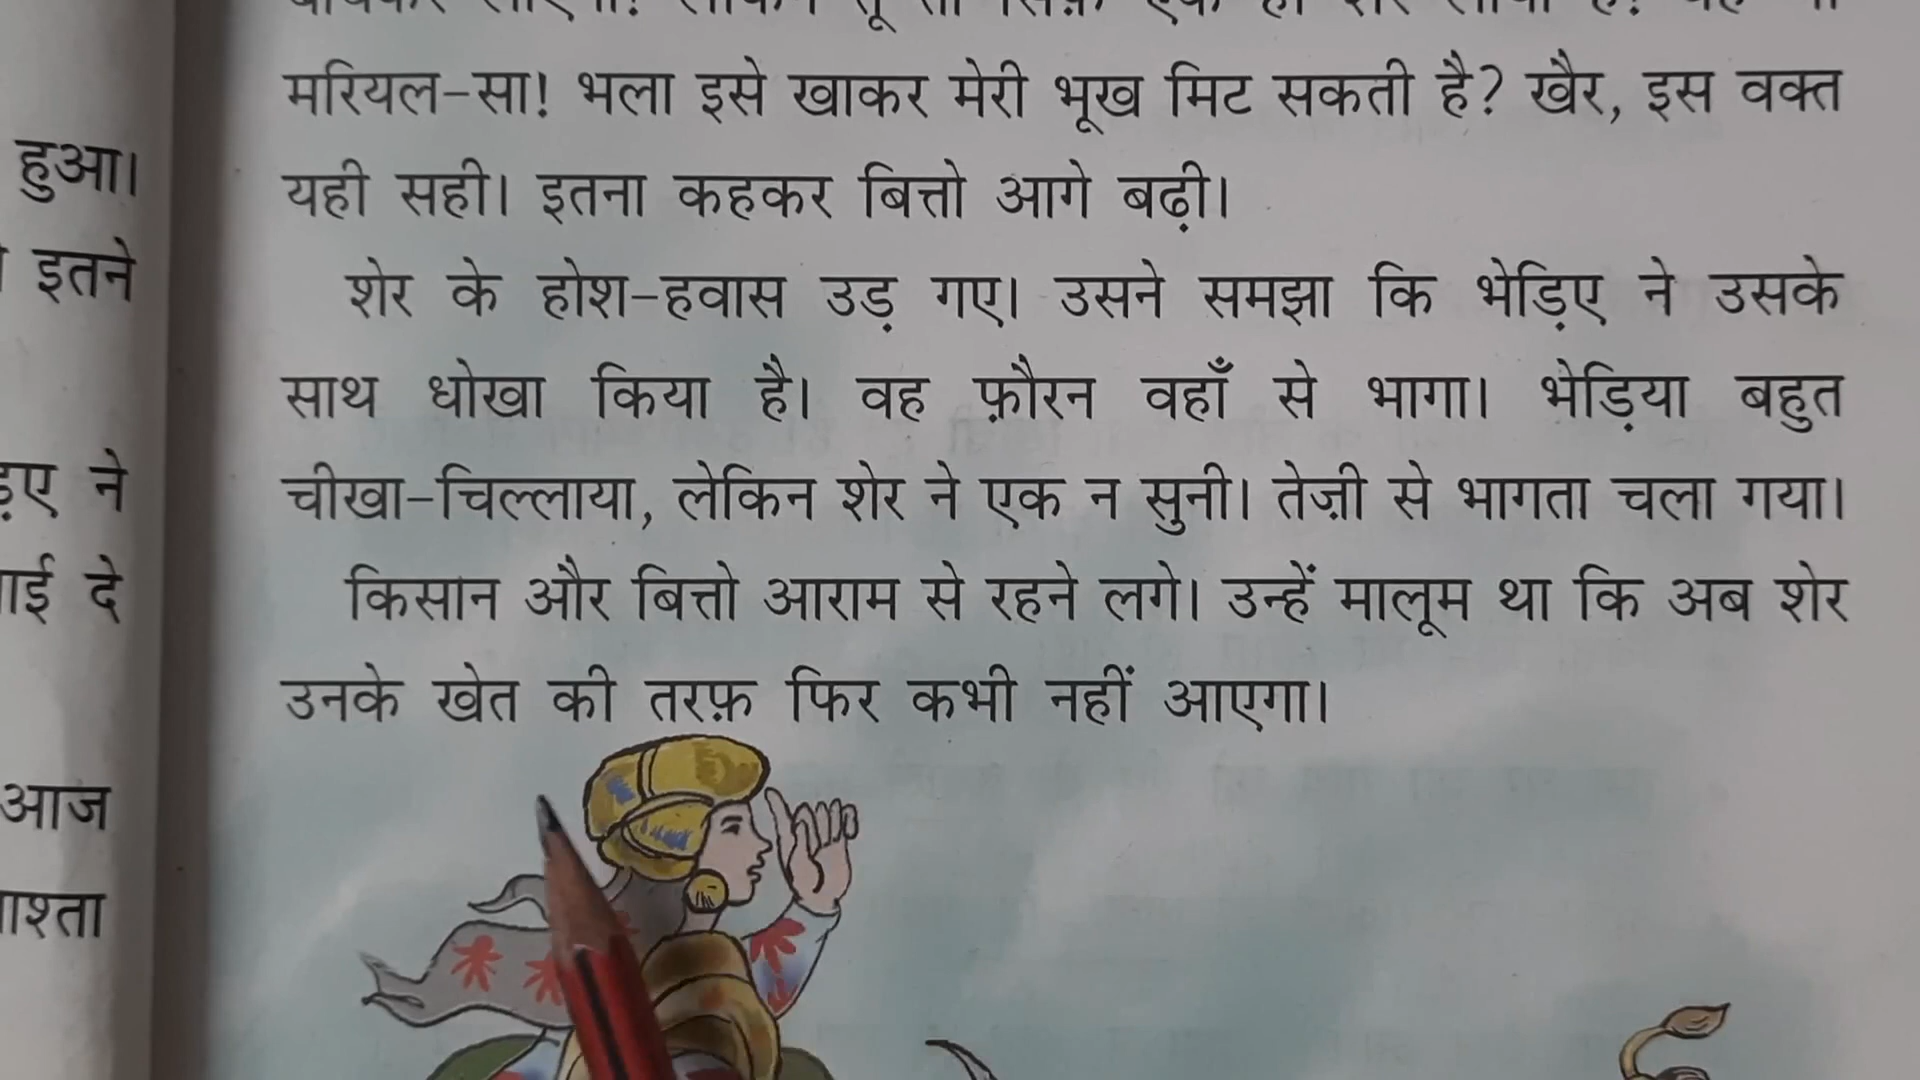 हुआ।
इतने
ने
दे
आज
मरियल-सा! भला इसे खाकर मेरी भूख मिट सकती है? खैर, इस वक्त
यही सही। इतना कहकर बित्तो आगे बढ़ी।
शेर के होश-हवास उड़ गए। उसने समझा कि भेड़िए ने उसके
साथ धोखा किया है। वह फ़ौरन वहाँ से भागा। भेड़िया बहुत
चीखा-चिल्लाया, लेकिन शेर ने एक न सुनी। तेज़ी से भागता चला गया।
किसान और बित्तो आराम से रहने लगे। उन्हें मालूम था कि अब शेर
उनके खेत की तरफ़ फिर कभी नहीं आएगा।